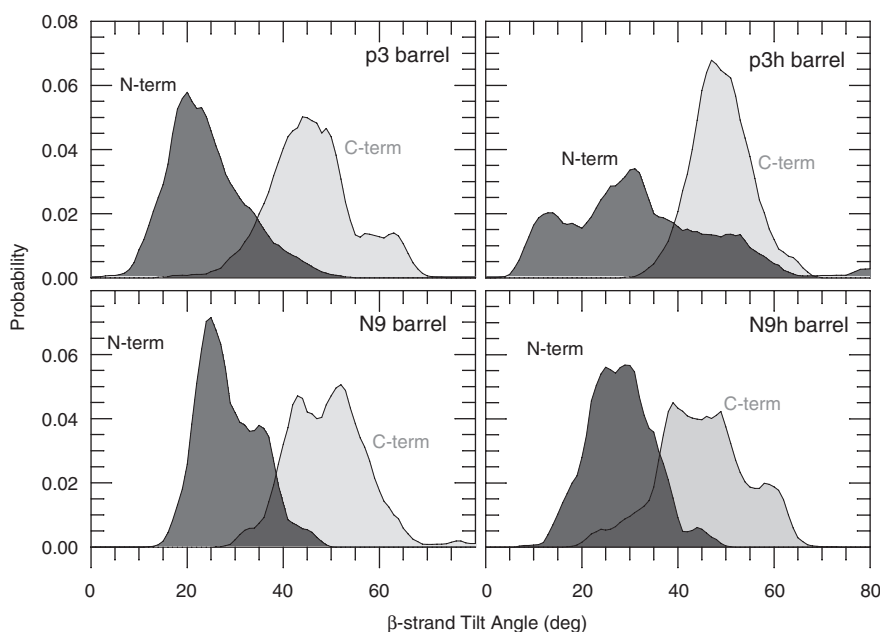 0.08
0.06
0.04
0.02
0.00
p3 barrel
N-term
C-term
p3h barrel
N-term
C-term
Probability
0.06
0.04
0.02
0.00
N9 barrel
N-term
C-term
N9h barrel
N-term
C-term
0 20 40 60 0 20 40 60 80
β-strand Tilt Angle (deg)